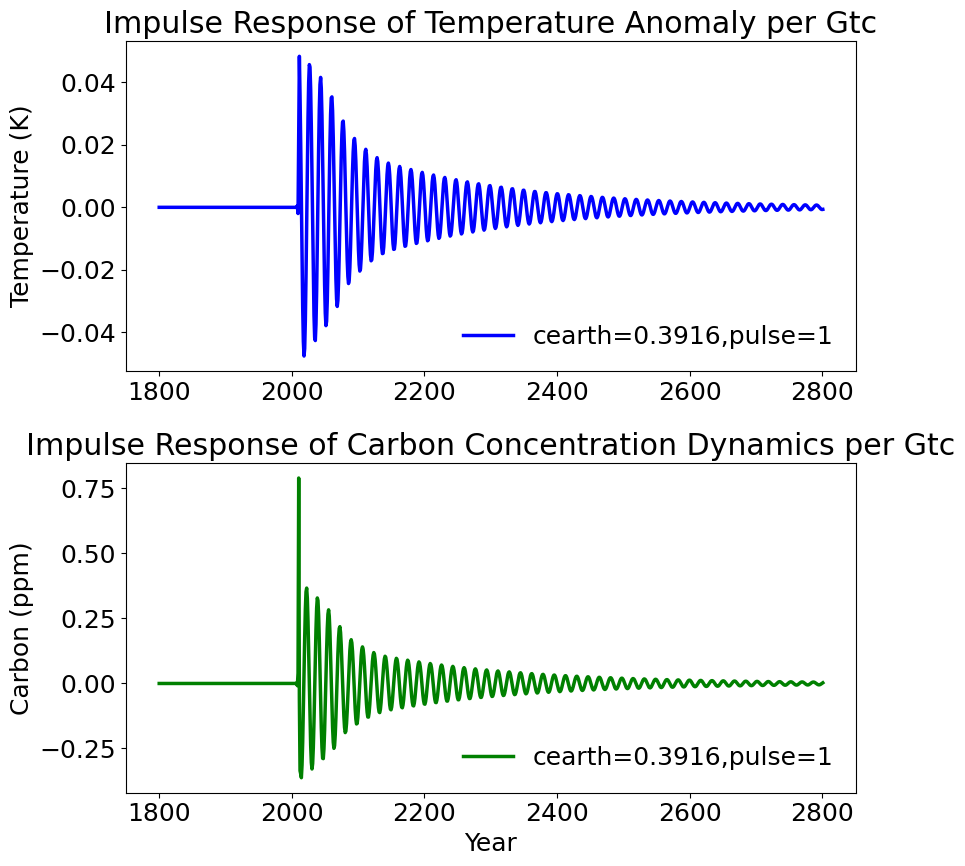 Impulse Response of Temperature Anomaly per Gtc
Temperature (K)
0.04
0.02
0.00
−0.02
−0.04
cearth=0.3916,pulse=1
1800 2000 2200 2400 2600 2800
Impulse Response of Carbon Concentration Dynamics per Gtc
Carbon (ppm)
0.75
0.50
0.25
0.00
−0.25
cearth=0.3916,pulse=1
1800 2000 2200 2400 2600 2800
Year